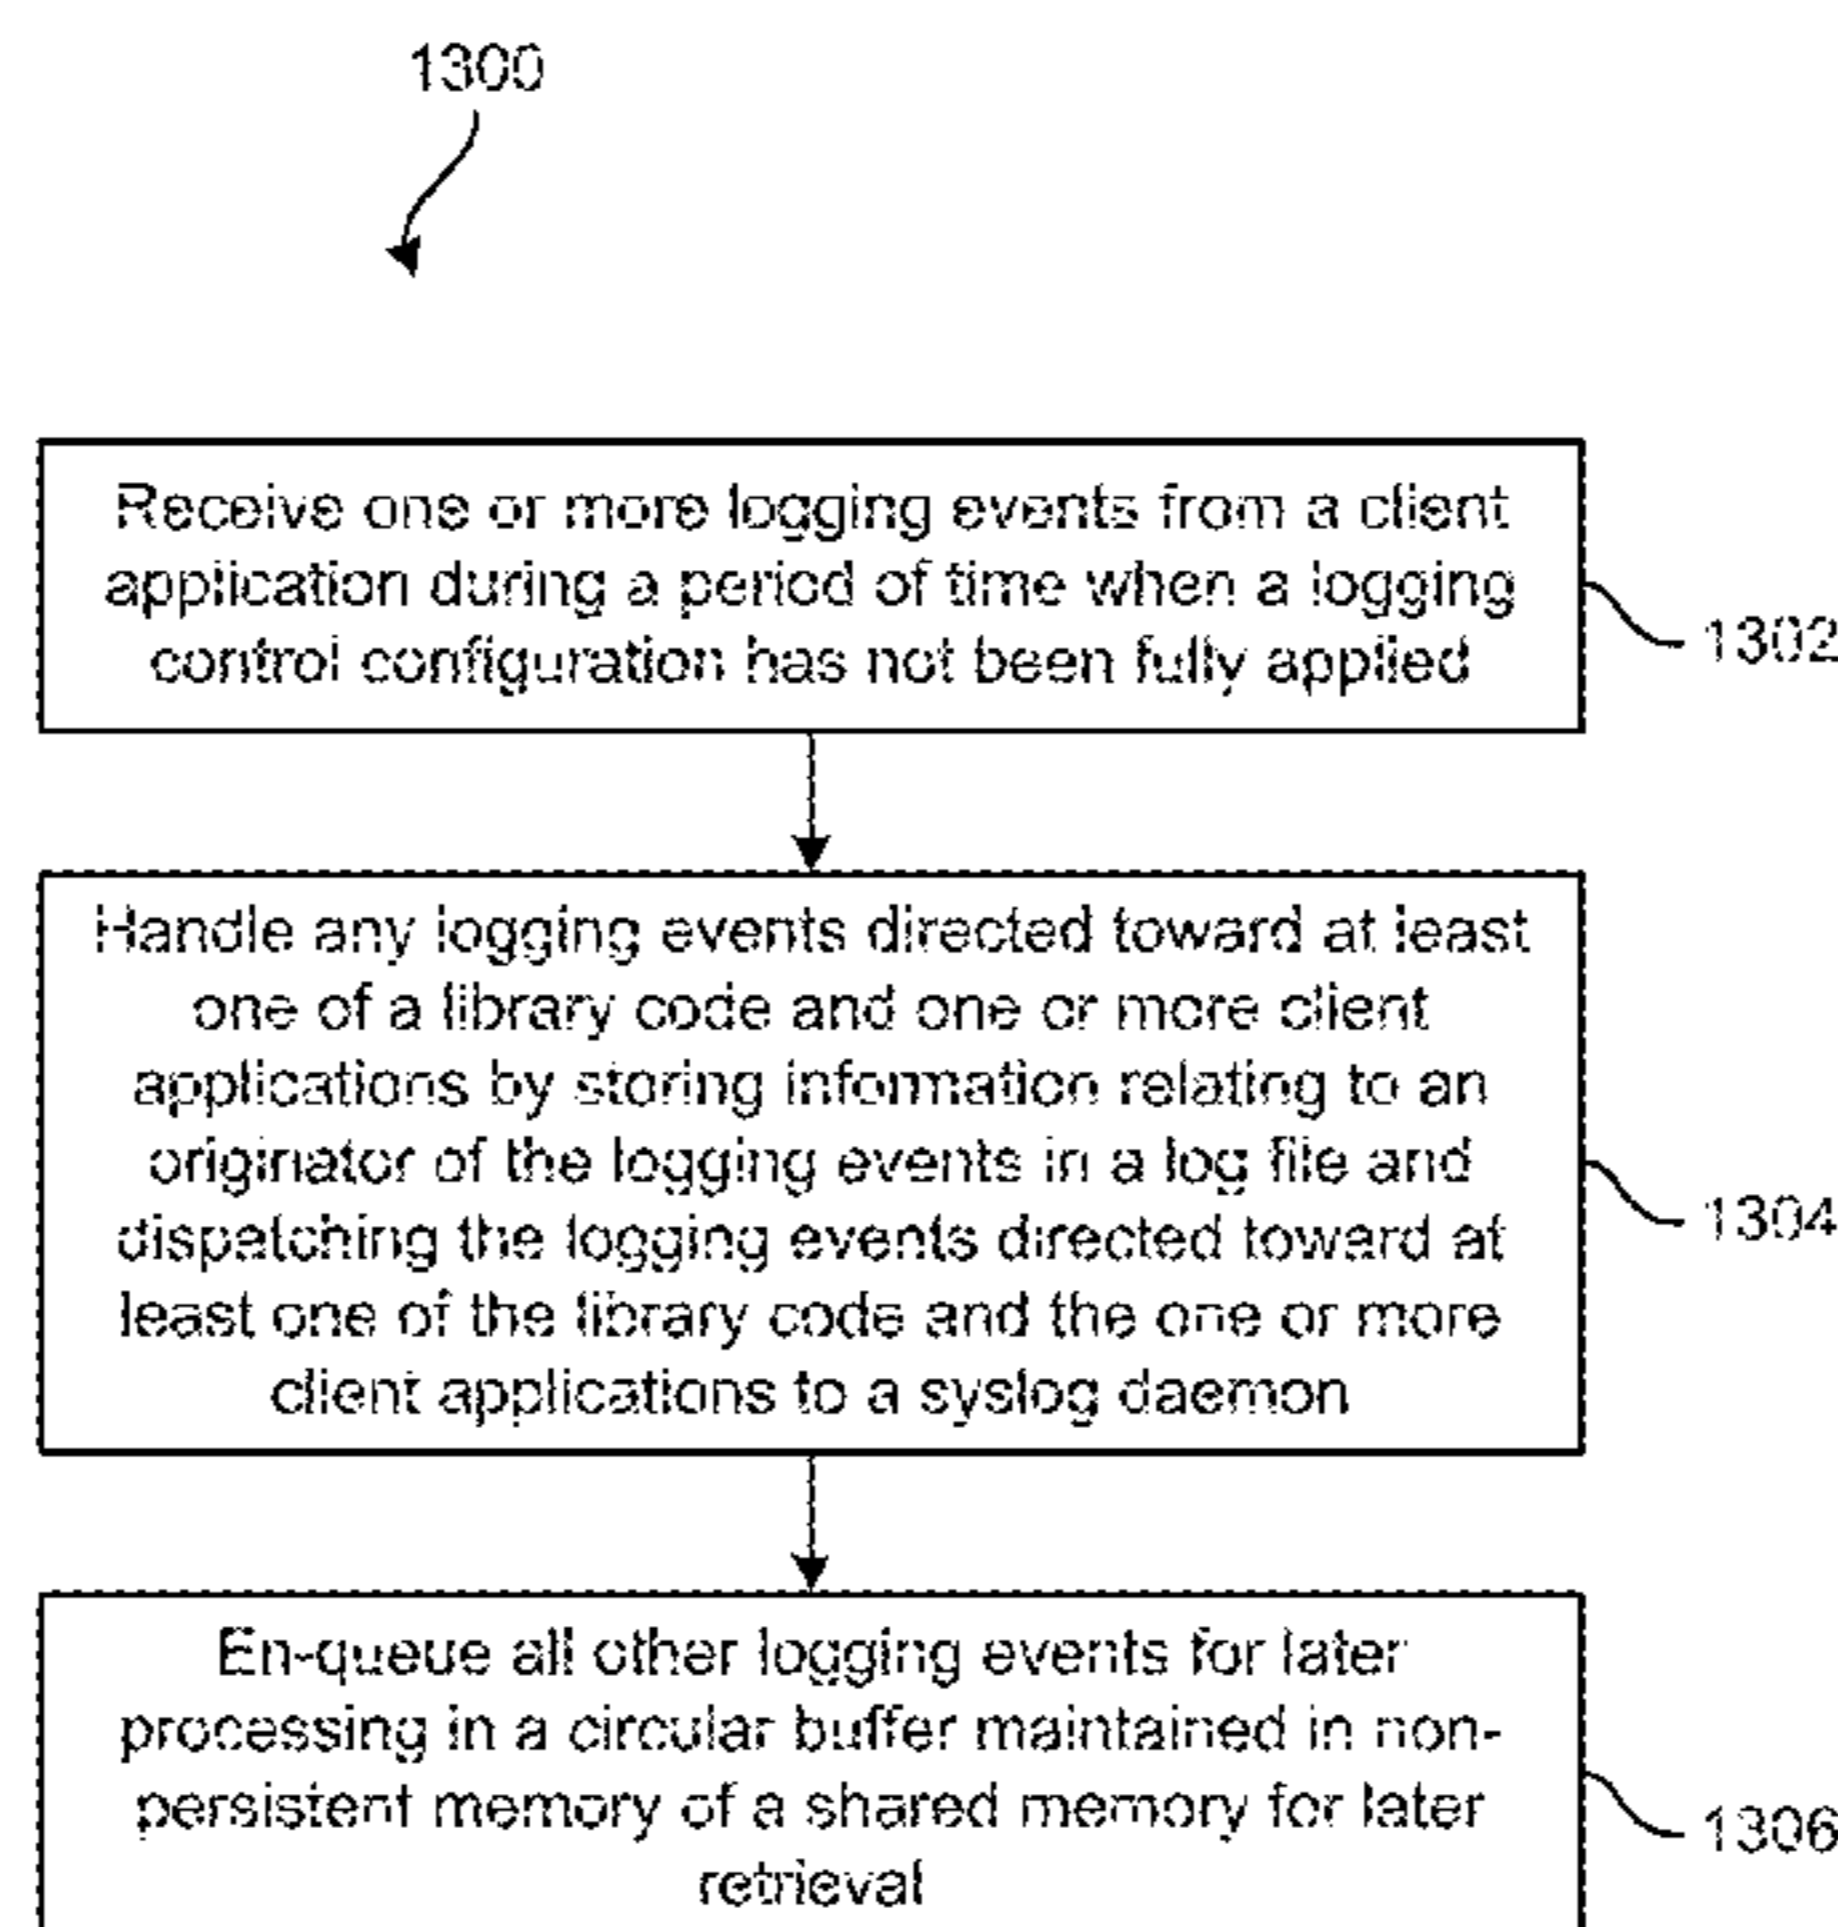 1300
Receive one or more logging events from a client
application during a period of time when a logging
control configuration has not been fully applied
1302
Handle any logging events directed toward at least
one of a library code and one or more client
applications by storing information relating to an
originator of the logging events in a log file and
dispatching the logging events directed toward at
least one of the library code and the one or more
client applications to a syslog daemon
1304
En-queue all other logging events for later
processing in a circular buffer maintained in non-
persistent memory of a shared memory for later
retrieval
1306